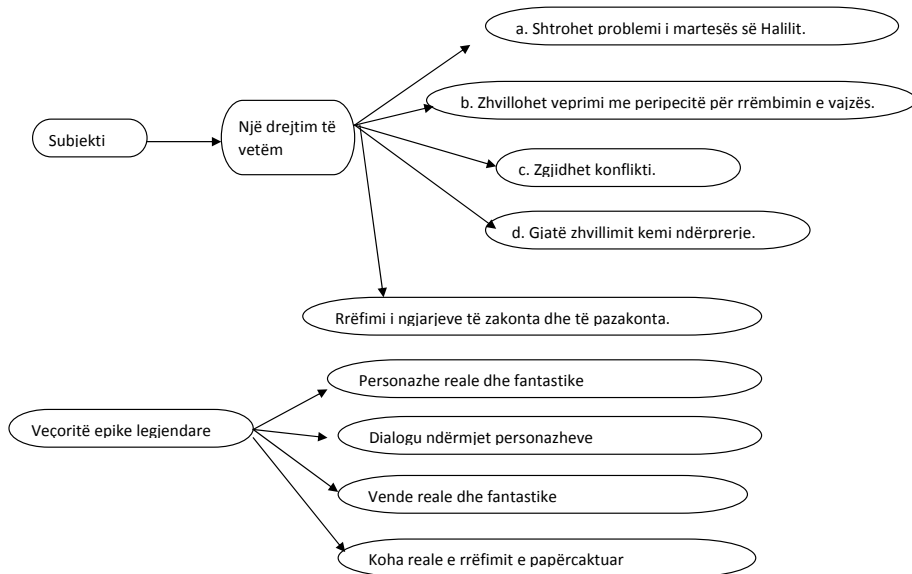 a. Shtrohet problemi i martesës së Halilit.
b. Zhvillohet veprimi me peripecitë për rrëmbimin e vajzës.
Subjekti
Një drejtim të
vetëm
c. Zgjidhet konflikti.
d. Gjatë zhvillimit kemi ndërprerje.
Rrëfimi i ngjarjeve të zakonta dhe të pazakonta.
Personazhe reale dhe fantastike
Veçoritë epike legjendare
Dialogu ndërmjet personazheve
Vende reale dhe fantastike
Koha reale e rrëfimit e papërcaktuar